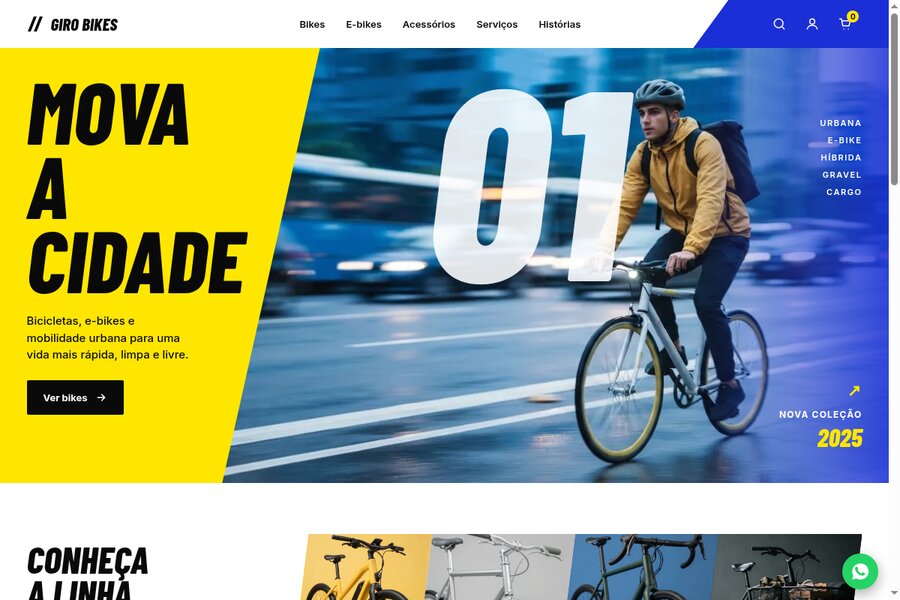 // GIRO BIKES
Bikes
E-bikes
Acessórios
Serviços
Histórias
0
MOVA
A
CIDADE
Bicicletas, e-bikes e
mobilidade urbana para uma
vida mais rápida, limpa e livre.
Ver bikes →
01
URBANA
E-BIKE
HÍBRIDA
GRAVEL
CARGO
↗
NOVA COLEÇÃO
2025
CONHEÇA
A LINHA